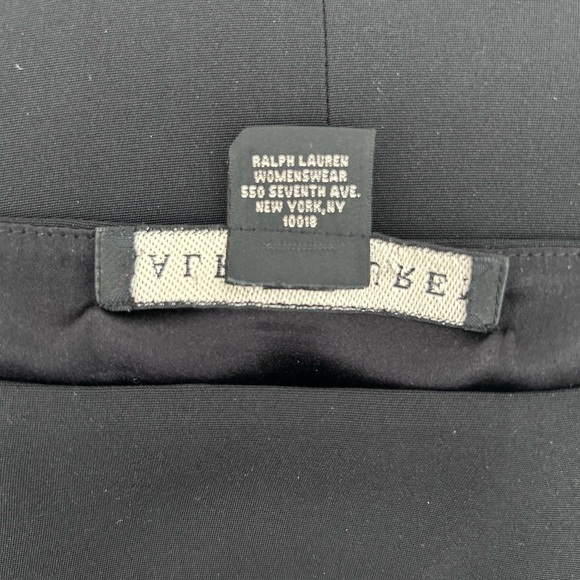 RALPH LAUREN
WOMENSWEAR
550 SEVENTH AVE.
NEW YORK, NY
10018